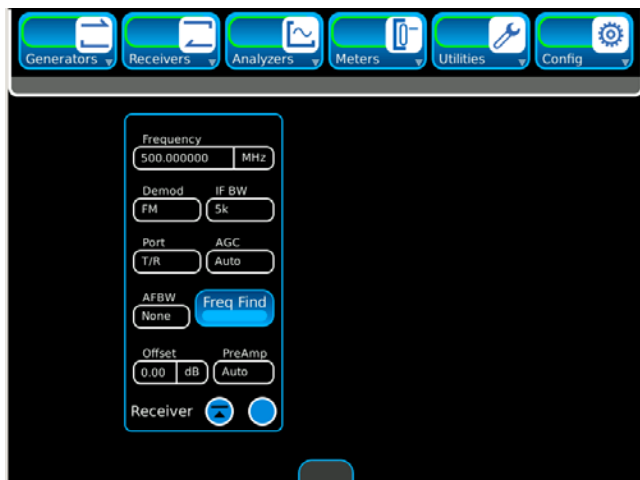 Generators Receivers Analyzers Meters Utilities Config
Frequency
500.000000 MHz
Demod IF BW
FM 5k
Port AGC
T/R Auto
AFBW Freq Find
None
Offset PreAmp
0.00 dB Auto
Receiver